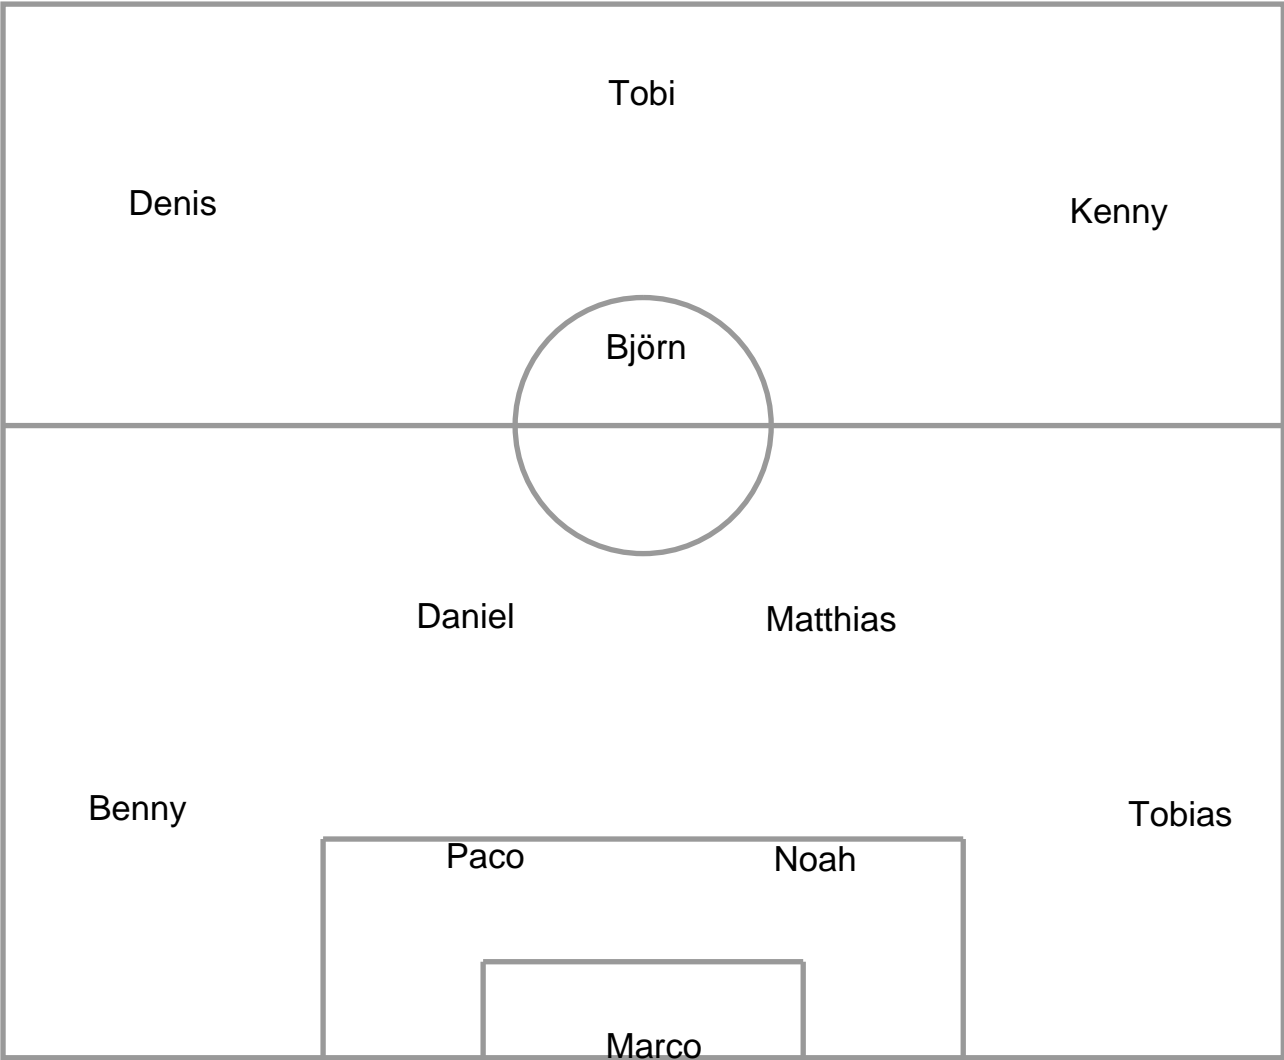 Tobi
Denis
Kenny
Björn
Daniel
Matthias
Benny
Tobias
Paco
Noah
Marco